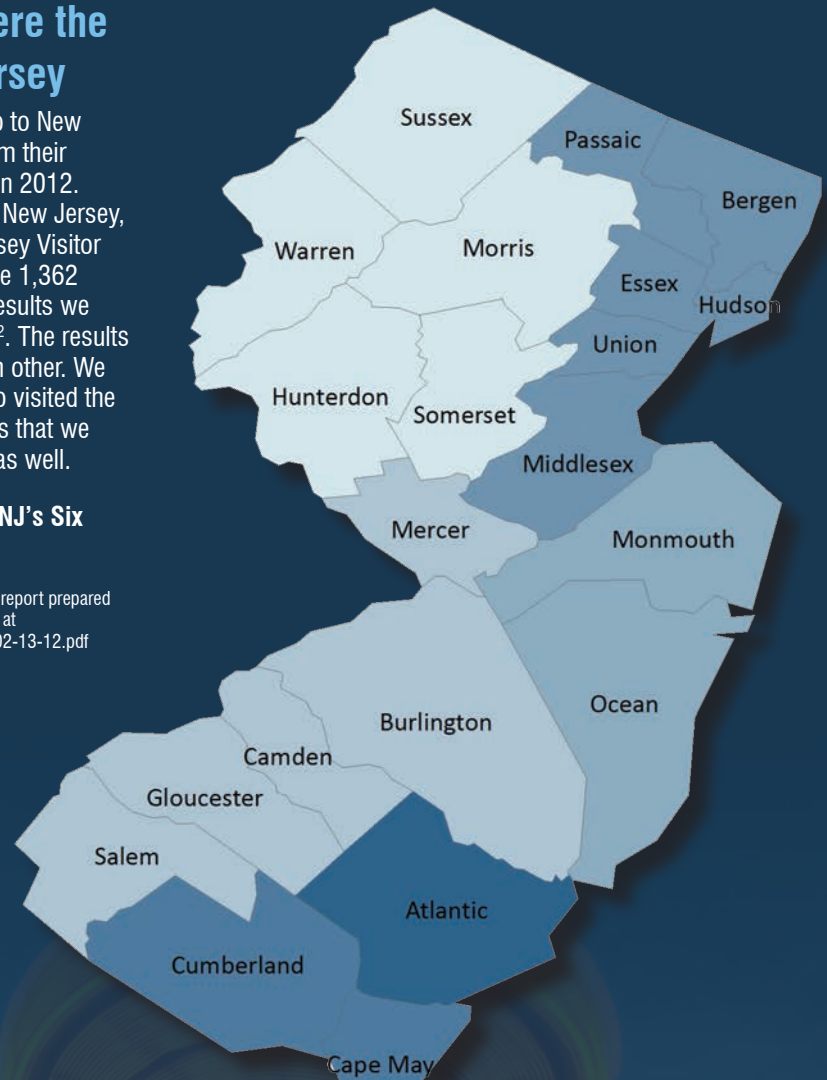 ere the
rsey
o to New
m their
n 2012.
New Jersey,
sey Visitor
e 1,362
esults we
². The results
n other. We
o visited the
s that we
as well.
NJ's Six
report prepared
at
02-13-12.pdf
Sussex
Passaic
Bergen
Warren
Morris
Essex
Hudson
Union
Hunterdon
Somerset
Middlesex
Mercer
Monmouth
Ocean
Burlington
Camden
Gloucester
Salem
Atlantic
Cumberland
Cape May